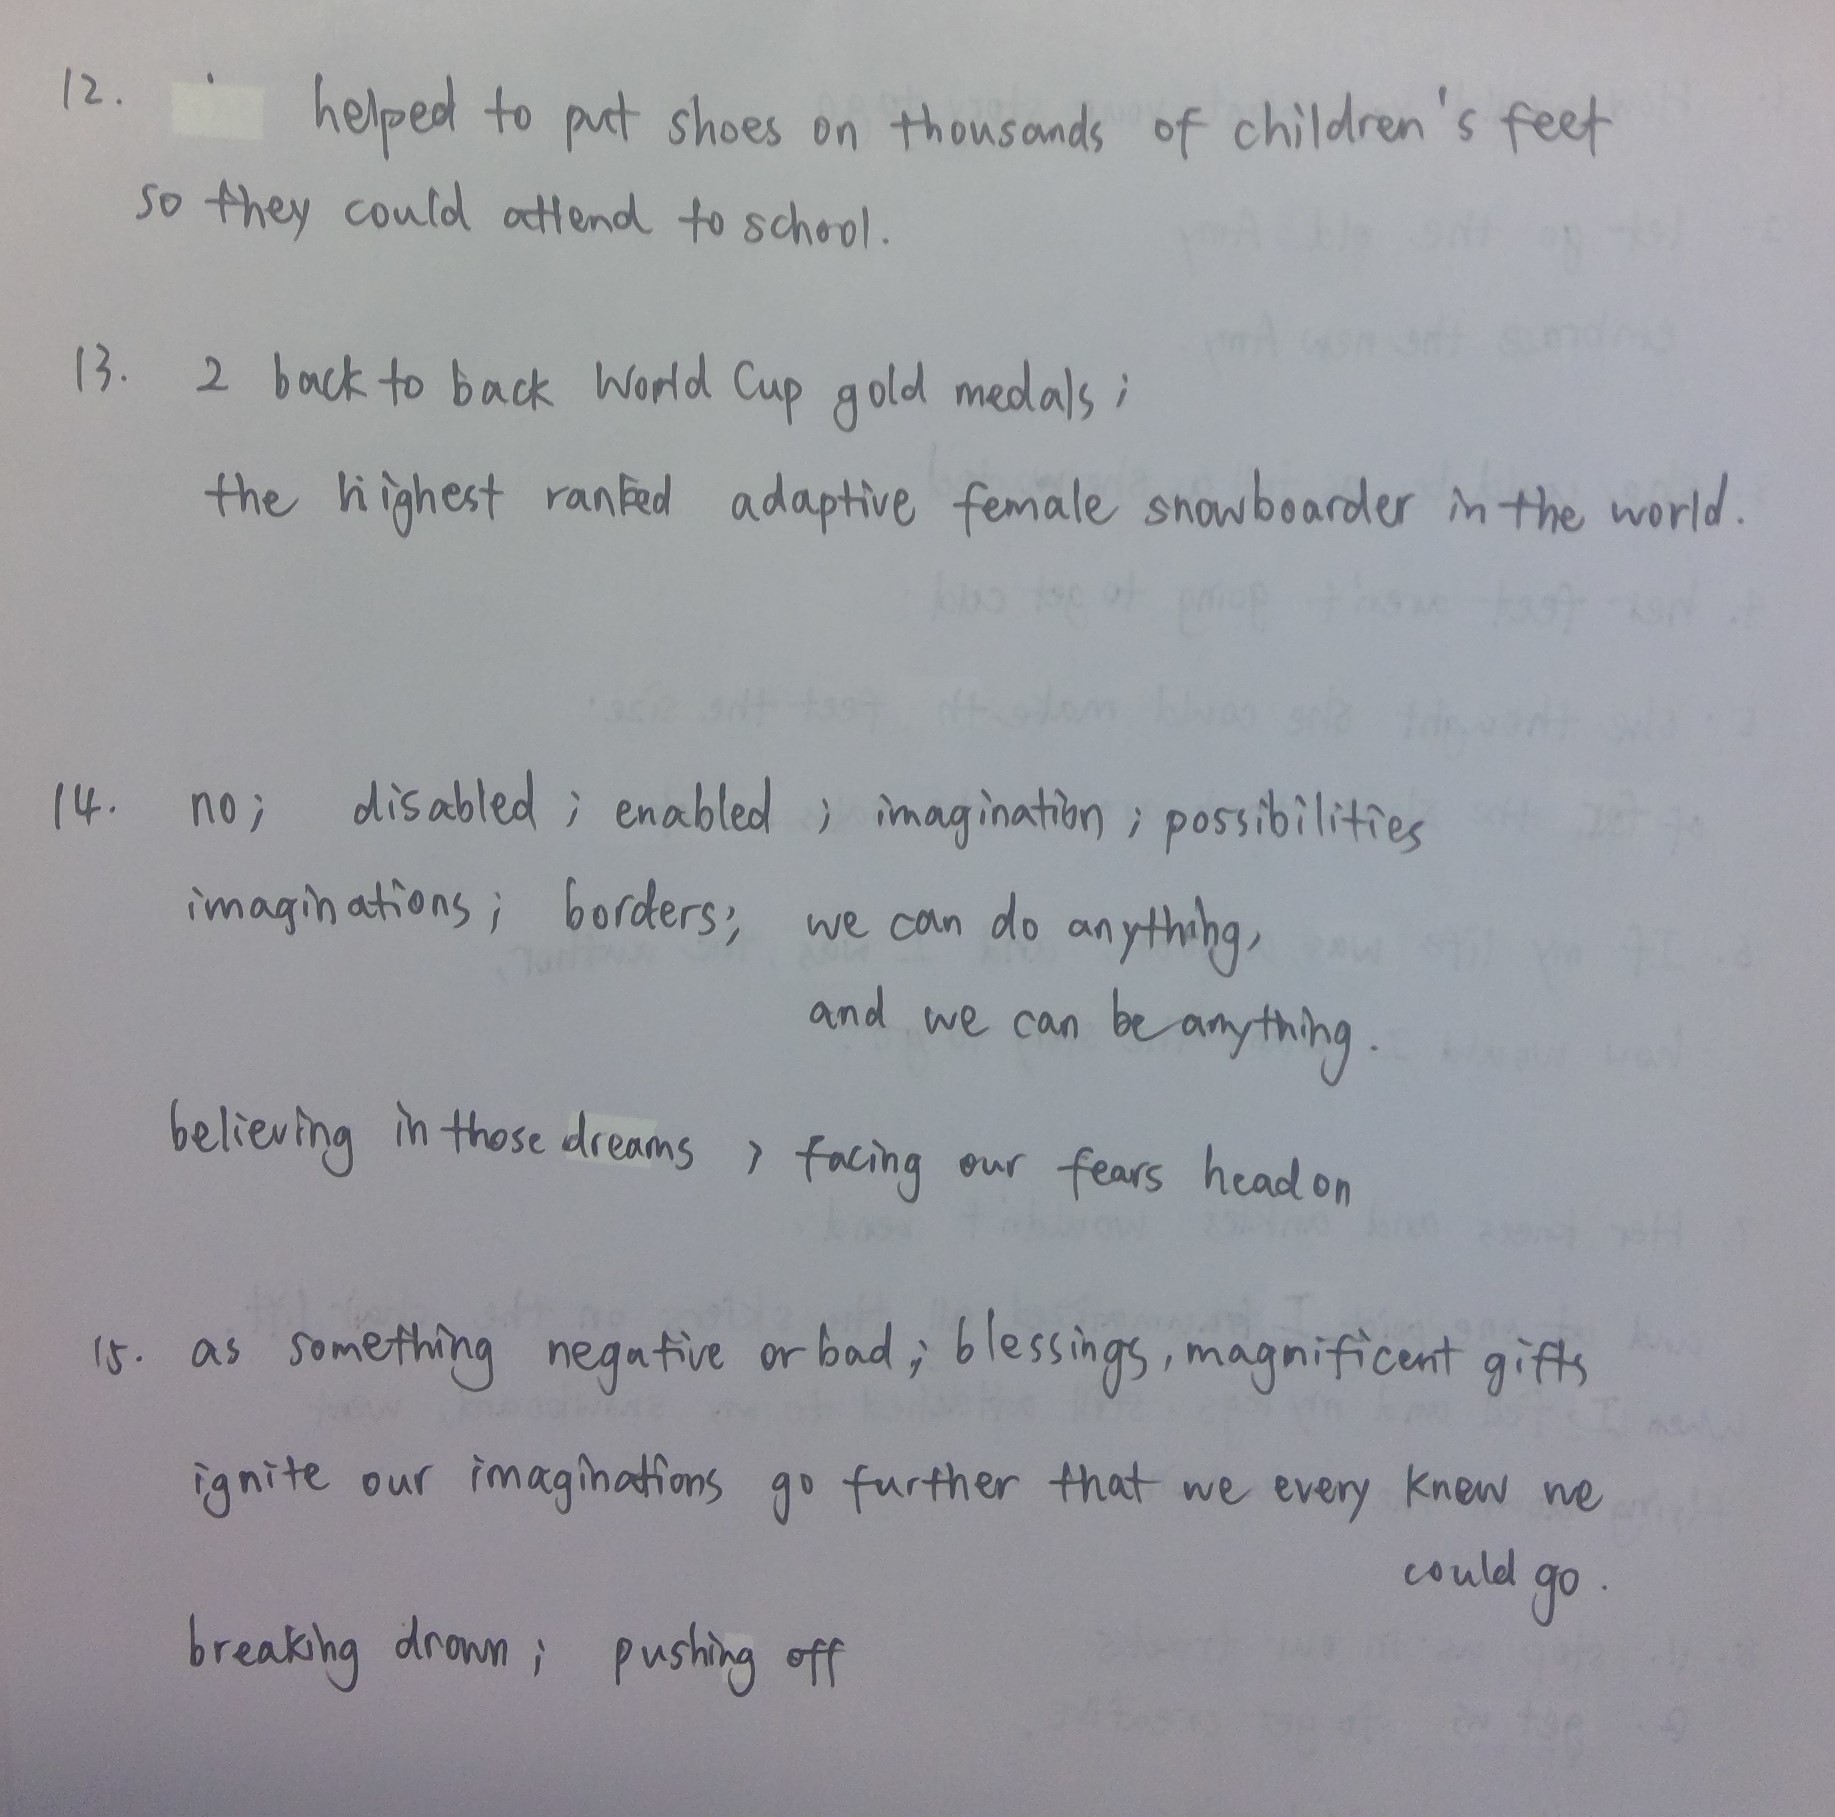 12. helped to put shoes on thousands of children's feet
so they could attend to school.
13. 2 back to back World Cup gold medals;
the highest ranked adaptive female snowboarder in the world.
14. no; disabled; enabled; imagination; possibilities
imaginations; borders; we can do anything,
and we can be anything.
believing in those dreams; facing our fears head on
15. as something negative or bad; blessings, magnificent gifts
ignite our imaginations go further that we every knew we
could go.
breaking drown; pushing off